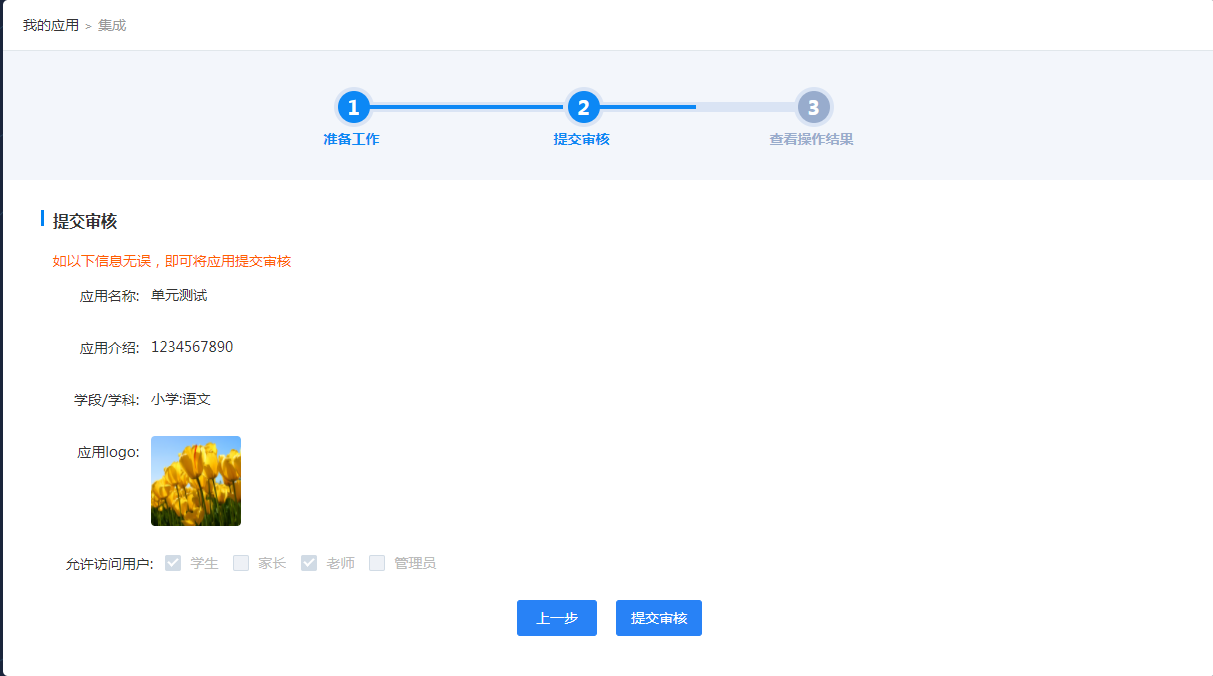 我的应用 > 集成
1 2 3
准备工作 提交审核 查看操作结果
提交审核
如以下信息无误，即可将应用提交审核
应用名称: 单元测试
应用介绍: 1234567890
学段/学科: 小学:语文
应用logo:
允许访问用户: 学生 家长 老师 管理员
上一步 提交审核